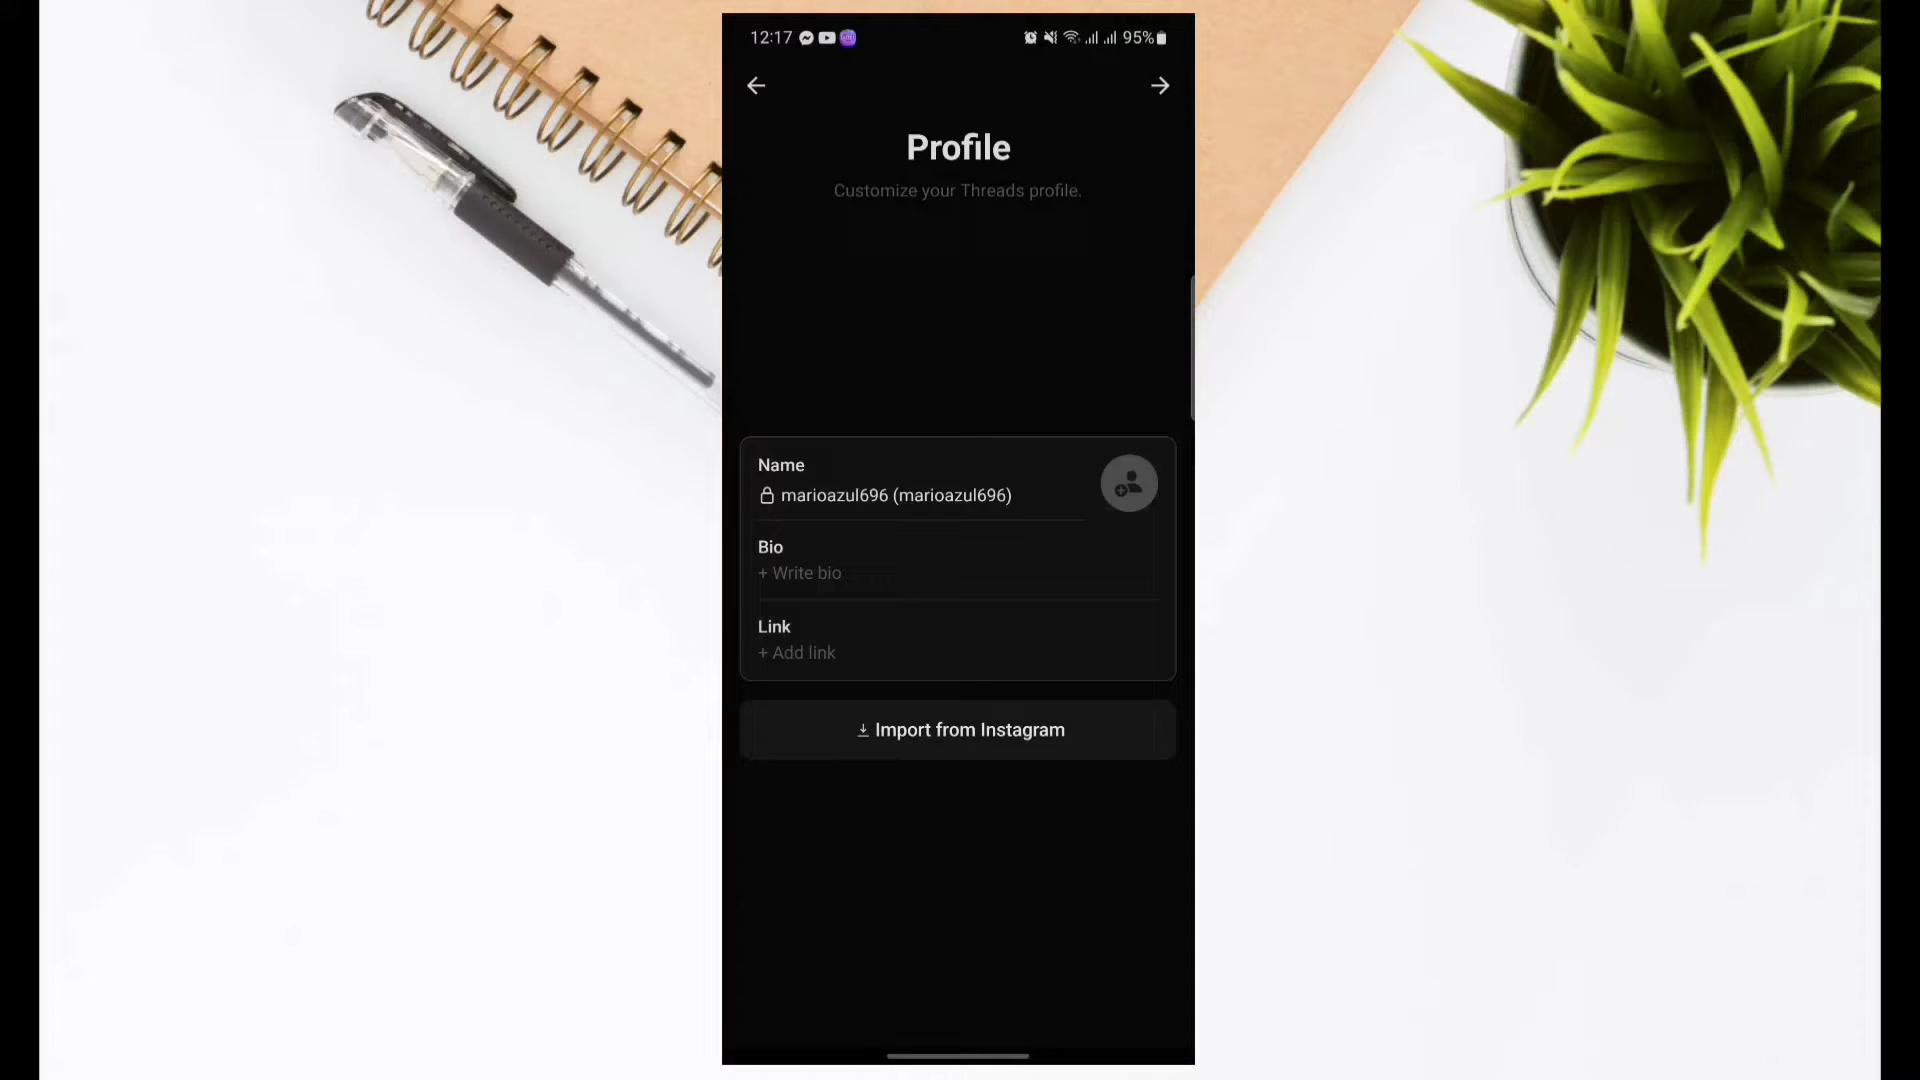 12:17 95%
Profile
Customize your Threads profile.
Name
marioazul696 (marioazul696)
Bio
+ Write bio
Link
+ Add link
Import from Instagram